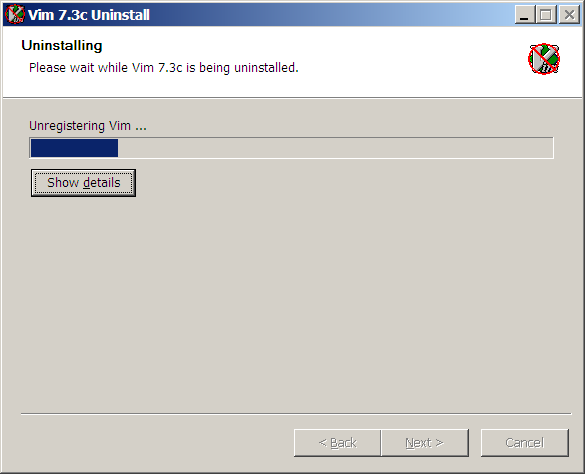 Vim 7.3c Uninstall
Uninstalling
Please wait while Vim 7.3c is being uninstalled.
Unregistering Vim ...
Show details
< Back
Next >
Cancel